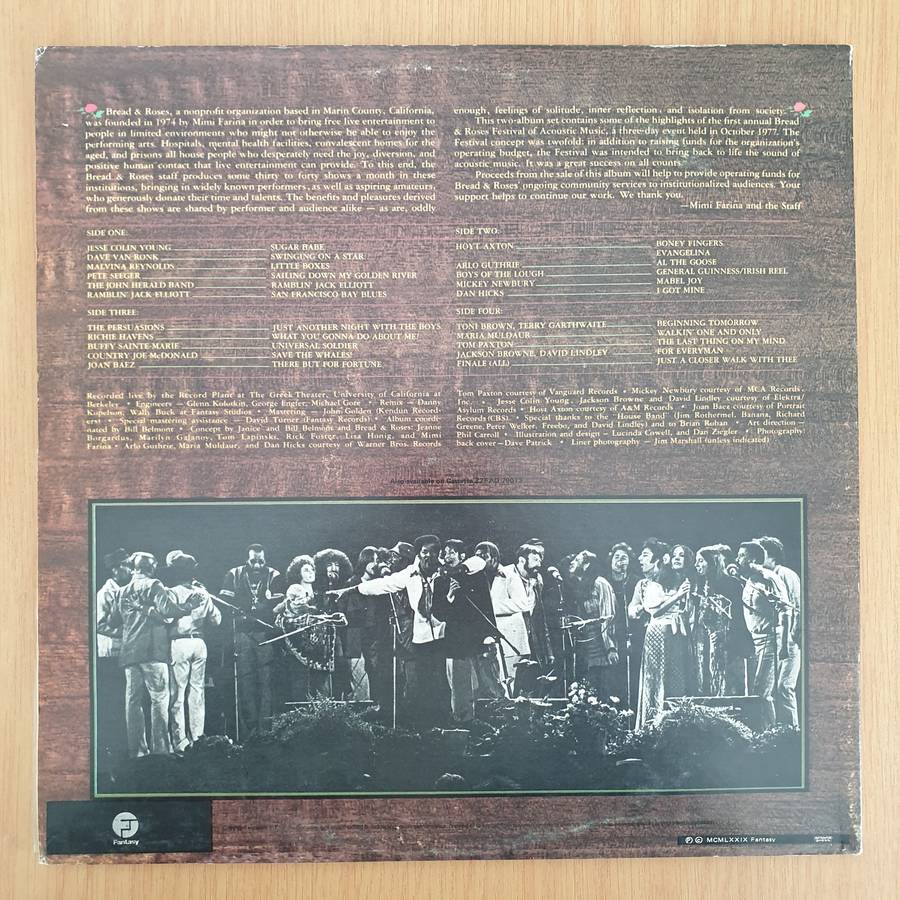 Bread & Roses, a nonprofit organization based in Marin County, California,
was founded in 1974 by Mimi Fariña in order to bring free live entertainment to
people in limited environments who might not otherwise be able to enjoy the
performing arts. Hospitals, mental health facilities, convalescent homes for the
aged, and prisons all house people who desperately need the joy, diversion, and
positive human contact that live entertainment can provide. To this end, the
Bread & Roses staff produces some thirty to forty shows a month in these
institutions, bringing in widely known performers, as well as aspiring amateurs,
who generously donate their time and talents. The benefits and pleasures derived
from these shows are shared by performer and audience alike — as are, oddly
enough, feelings of solitude, inner reflection and isolation from society.
This two-album set contains some of the highlights of the first annual Bread
& Roses Festival of Acoustic Music, a three-day event held in October 1977. The
Festival concept was twofold: in addition to raising funds for the organization's
operating budget, the Festival was intended to bring back to life the sound of
acoustic music. It was a great success on all counts.
Proceeds from the sale of this album will help to provide operating funds for
Bread & Roses' ongoing community services to institutionalized audiences. Your
support helps to continue our work. We thank you.
—Mimi Fariña and the Staff
SIDE ONE:
JESSE COLIN YOUNG SUGAR BABE
DAVE VAN RONK SWINGING ON A STAR
MALVINA REYNOLDS LITTLE BOXES
PETE SEEGER SAILING DOWN MY GOLDEN RIVER
THE JOHN HERALD BAND RAMBLIN' JACK ELLIOTT
RAMBLIN' JACK ELLIOTT SAN FRANCISCO BAY BLUES
SIDE TWO:
HOYT AXTON BONEY FINGERS
EVANGELINA
ARLO GUTHRIE AL THE GOOSE
BOYS OF THE LOUGH GENERAL GUINNESS/IRISH REEL
MICKEY NEWBURY MABEL JOY
DAN HICKS I GOT MINE
SIDE THREE:
THE PERSUASIONS JUST ANOTHER NIGHT WITH THE BOYS
RICHIE HAVENS WHAT YOU GONNA DO ABOUT ME?
BUFFY SAINTE-MARIE UNIVERSAL SOLDIER
COUNTRY JOE McDONALD SAVE THE WHALES!
JOAN BAEZ THERE BUT FOR FORTUNE
SIDE FOUR:
TONI BROWN, TERRY GARTHWAITE BEGINNING TOMORROW
MARIA MULDAUR WALKIN' ONE AND ONLY
TOM PAXTON THE LAST THING ON MY MIND
JACKSON BROWNE, DAVID LINDLEY FOR EVERYMAN
FINALE (ALL) JUST A CLOSER WALK WITH THEE
Recorded live by the Record Plant at The Greek Theater, University of California at
Berkeley • Engineers — Glenn Kolotkin, George Engler, Michael Gore • Remix — Danny
Kopelson, Wally Buck at Fantasy Studios • Mastering — John Golden (Kendun Record-
ers) • Special mastering assistance — David Turner (Fantasy Records) • Album coordi-
nated by Bill Belmont • Concept by Janice and Bill Belmont and Bread & Roses: Jeanie
Borgardus, Marilyn Galanoy, Tom Lapinski, Rick Foster, Lisa Honig, and Mimi
Fariña • Arlo Guthrie, Maria Muldaur, and Dan Hicks courtesy of Warner Bros. Records
Tom Paxton courtesy of Vanguard Records • Mickey Newbury courtesy of MCA Records,
Inc. • Jesse Colin Young, Jackson Browne and David Lindley courtesy of Elektra/
Asylum Records • Hoyt Axton courtesy of A&M Records • Joan Baez courtesy of Portrait
Records (CBS) • Special thanks to the "House Band" (Jim Rothermel, Banana, Richard
Greene, Peter Welker, Freebo, and David Lindley) and to Brian Rohan • Art direction —
Phil Carroll • Illustration and design — Lucinda Cowell, and Dan Ziegler • Photography
back cover — Dave Patrick • Liner photography — Jim Marshall (unless indicated)
Also available on Cassette
Fantasy
℗ © MCMLXXIX Fantasy